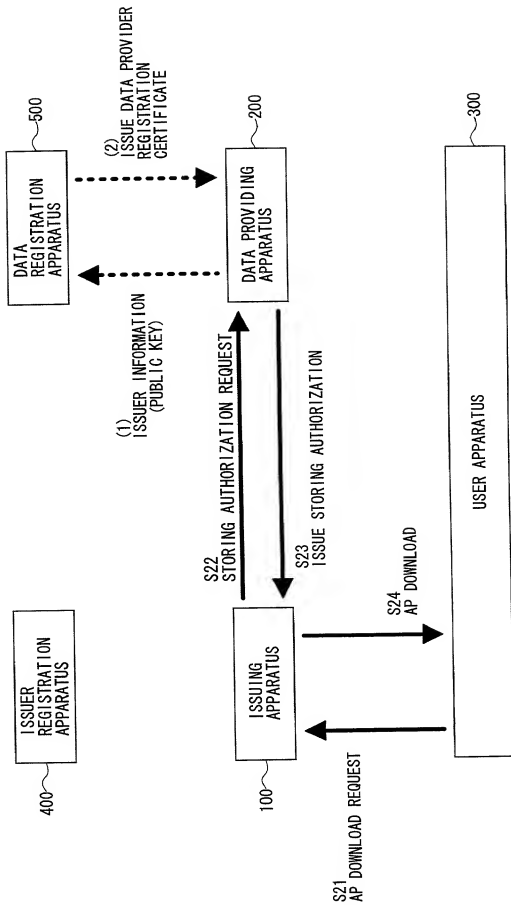 ISSUER
REGISTRATION
APPARATUS
400
DATA
REGISTRATION
APPARATUS
500
(1)
ISSUER INFORMATION
(PUBLIC KEY)
(2)
ISSUE DATA PROVIDER
REGISTRATION
CERTIFICATE
ISSUING
APPARATUS
100
S22
STORING AUTHORIZATION REQUEST
S23
ISSUE STORING AUTHORIZATION
DATA PROVIDING
APPARATUS
200
S21
AP DOWNLOAD REQUEST
S24
AP DOWNLOAD
USER APPARATUS
300